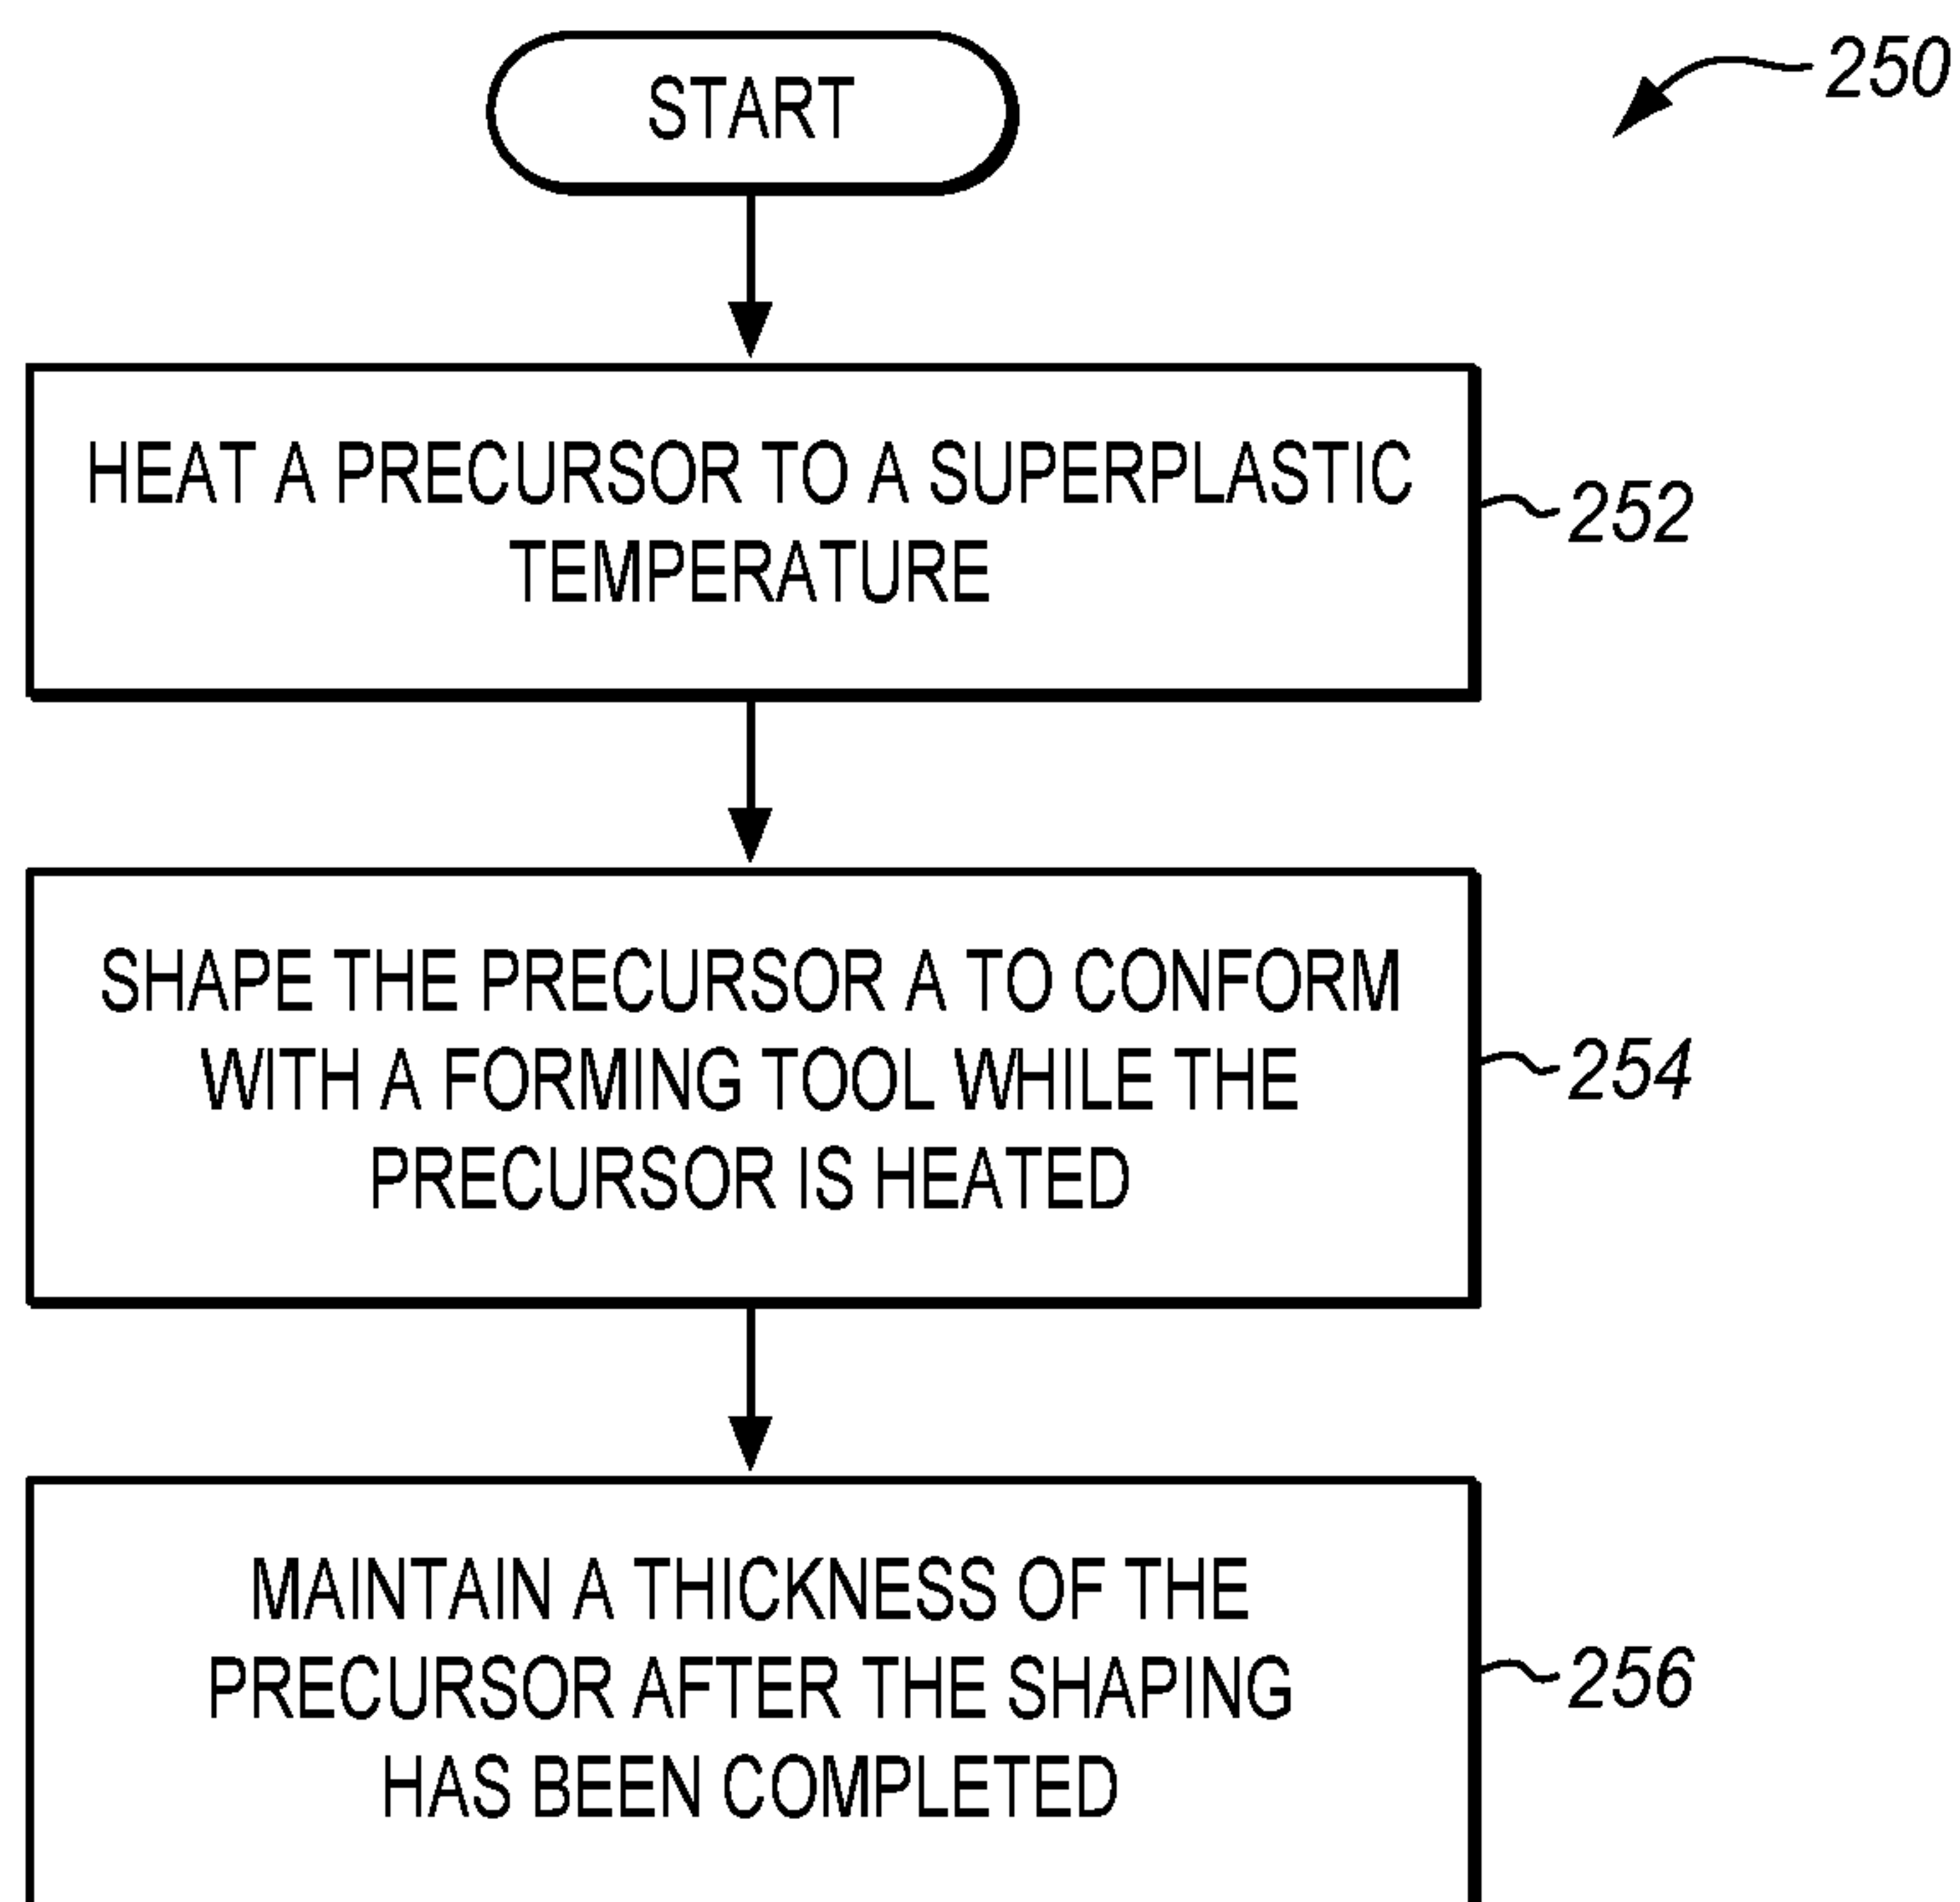 START
250
HEAT A PRECURSOR TO A SUPERPLASTIC
TEMPERATURE
252
SHAPE THE PRECURSOR A TO CONFORM
WITH A FORMING TOOL WHILE THE
PRECURSOR IS HEATED
254
MAINTAIN A THICKNESS OF THE
PRECURSOR AFTER THE SHAPING
HAS BEEN COMPLETED
256